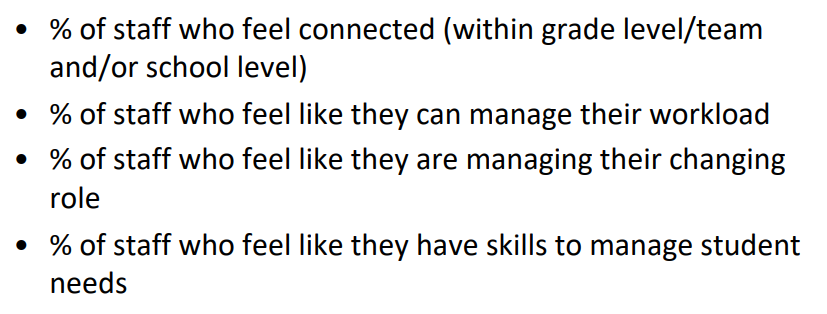 • % of staff who feel connected (within grade level/team
and/or school level)
• % of staff who feel like they can manage their workload
• % of staff who feel like they are managing their changing
role
• % of staff who feel like they have skills to manage student
needs